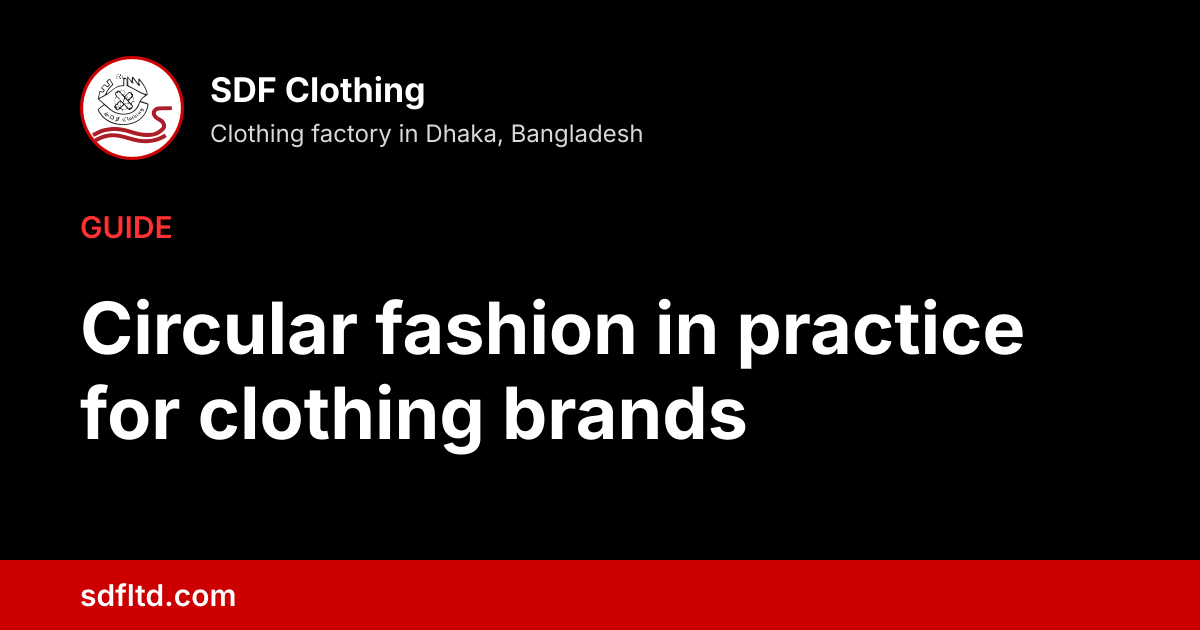 SDF Clothing
Clothing factory in Dhaka, Bangladesh
GUIDE
Circular fashion in practice
for clothing brands
sdfltd.com